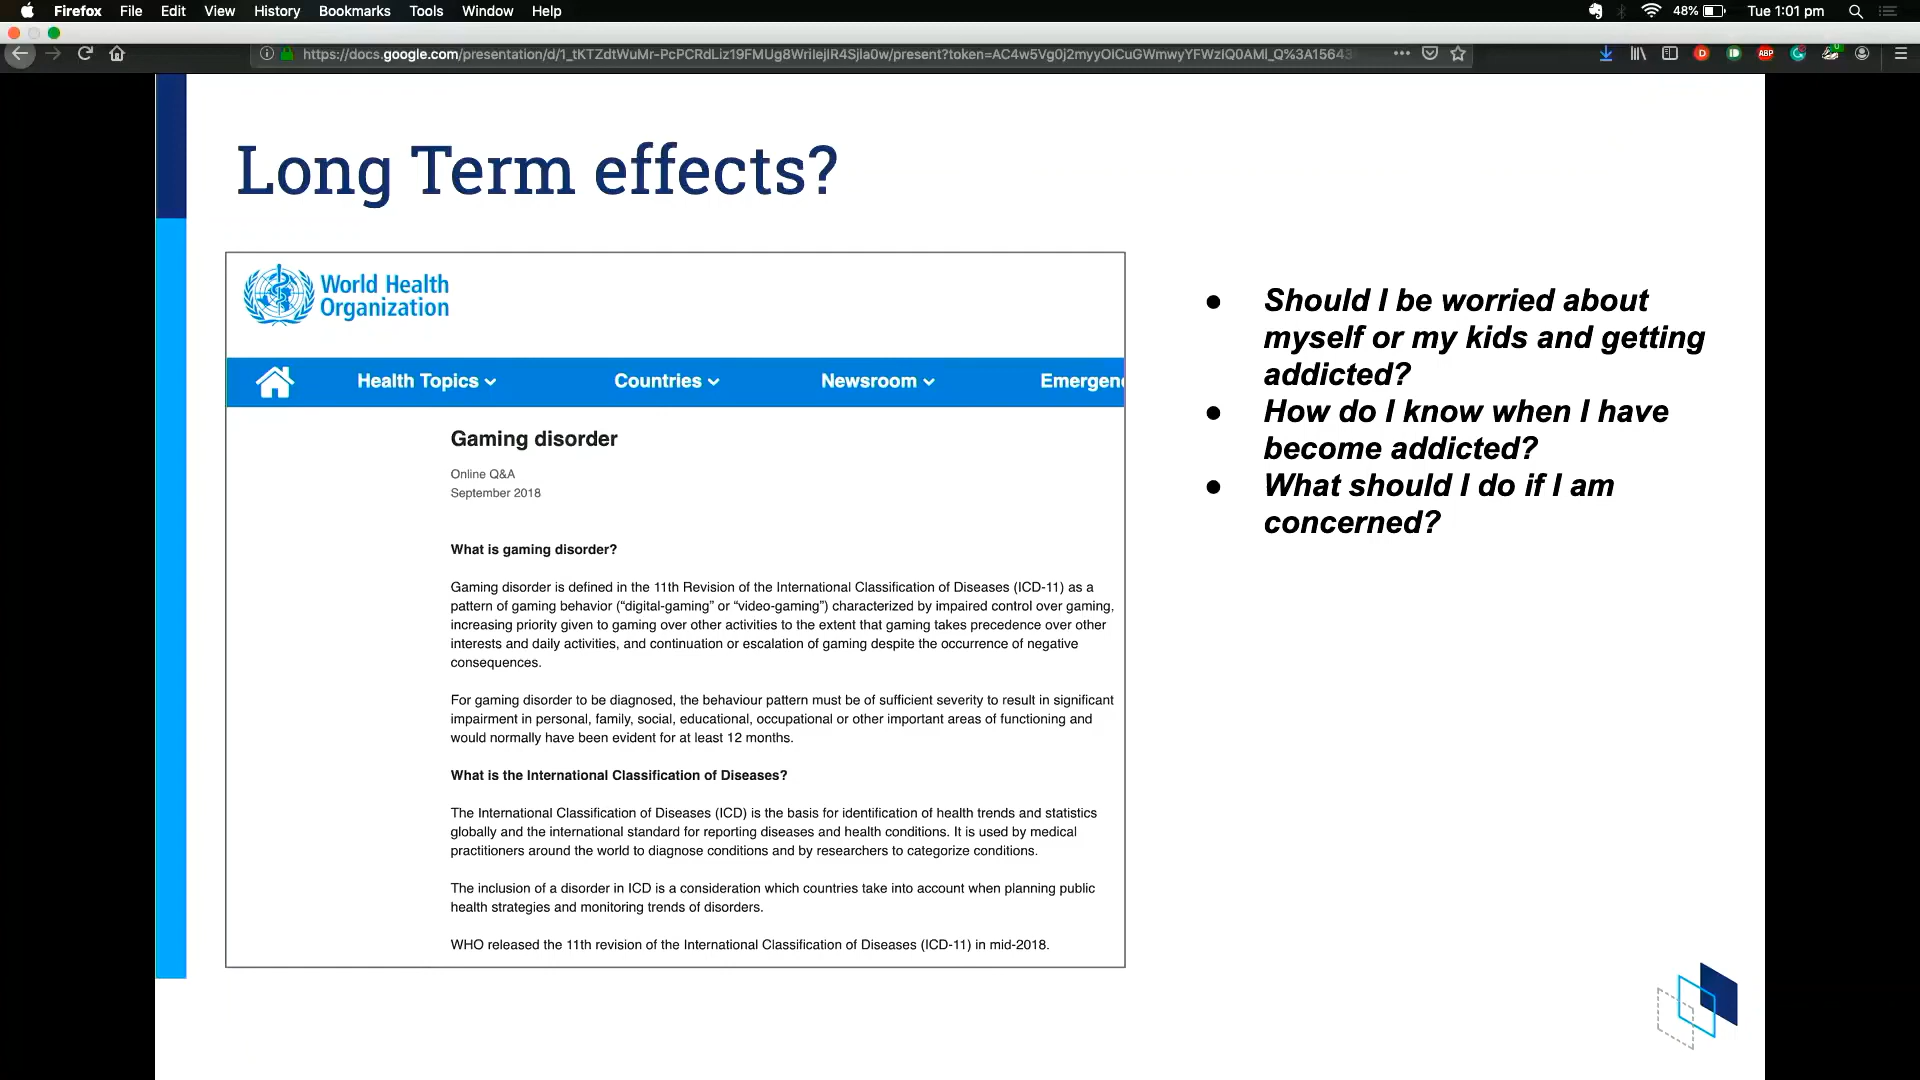 Firefox File Edit View History Bookmarks Tools Window Help 48% Tue 1:01 pm
Long Term effects?
World Health
Organization
Health Topics Countries Newsroom Emergen
Gaming disorder
Online Q&A
September 2018
What is gaming disorder?
Gaming disorder is defined in the 11th Revision of the International Classification of Diseases (ICD-11) as a
pattern of gaming behavior (“digital-gaming” or “video-gaming”) characterized by impaired control over gaming,
increasing priority given to gaming over other activities to the extent that gaming takes precedence over other
interests and daily activities, and continuation or escalation of gaming despite the occurrence of negative
consequences.
For gaming disorder to be diagnosed, the behaviour pattern must be of sufficient severity to result in significant
impairment in personal, family, social, educational, occupational or other important areas of functioning and
would normally have been evident for at least 12 months.
What is the International Classification of Diseases?
The International Classification of Diseases (ICD) is the basis for identification of health trends and statistics
globally and the international standard for reporting diseases and health conditions. It is used by medical
practitioners around the world to diagnose conditions and by researchers to categorize conditions.
The inclusion of a disorder in ICD is a consideration which countries take into account when planning public
health strategies and monitoring trends of disorders.
WHO released the 11th revision of the International Classification of Diseases (ICD-11) in mid-2018.
● Should I be worried about
myself or my kids and getting
addicted?
● How do I know when I have
become addicted?
● What should I do if I am
concerned?